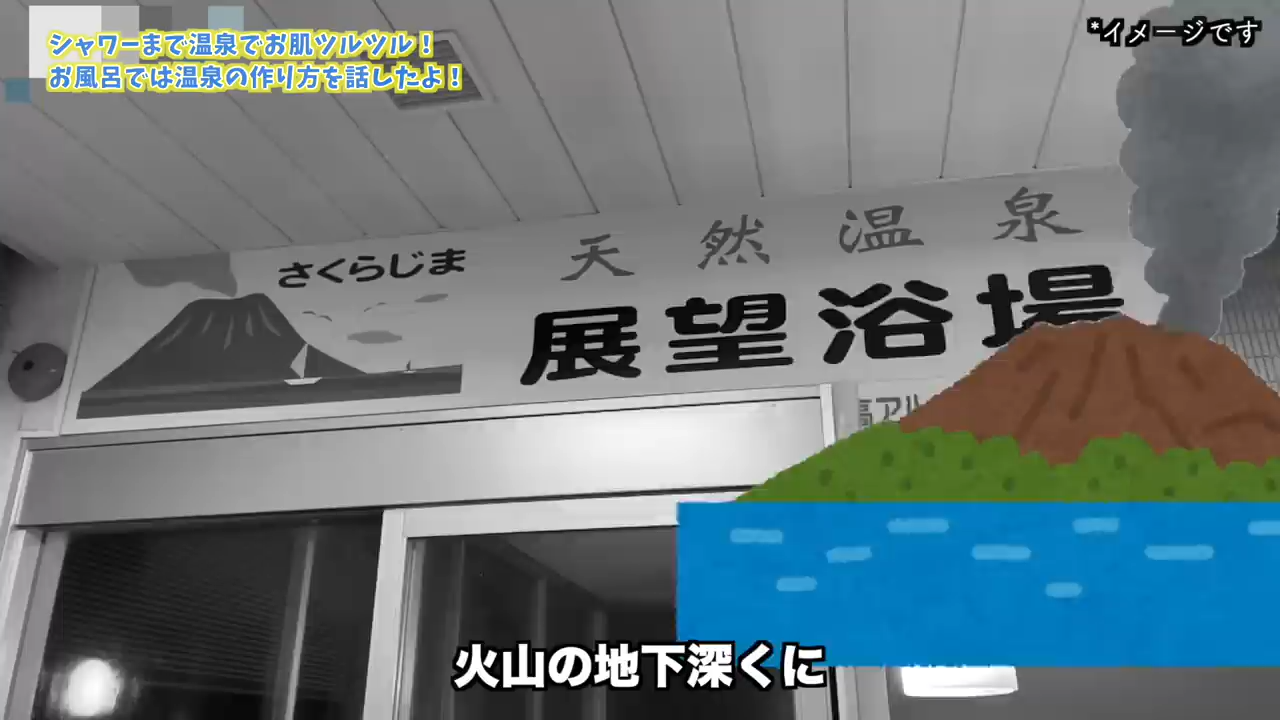 シャワーまで温泉でお肌ツルツル！
お風呂では温泉の作り方を話したよ！
*イメージです
さくらじま
天然温泉
展望浴場
高アル
火山の地下深くに